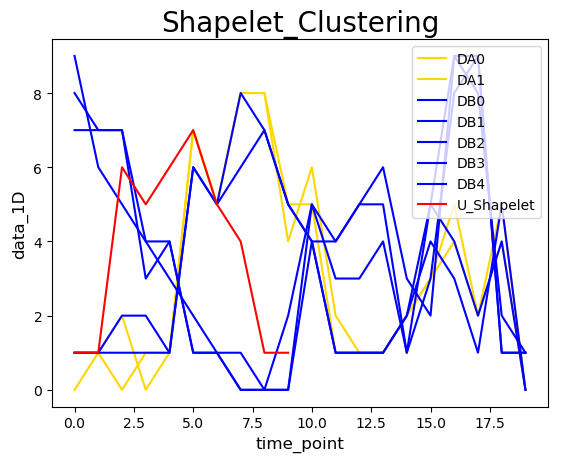 Shapelet_Clustering
DA0
DA1
DB0
DB1
DB2
DB3
DB4
U_Shapelet
data_1D
8
6
4
2
0
0.0 2.5 5.0 7.5 10.0 12.5 15.0 17.5
time_point